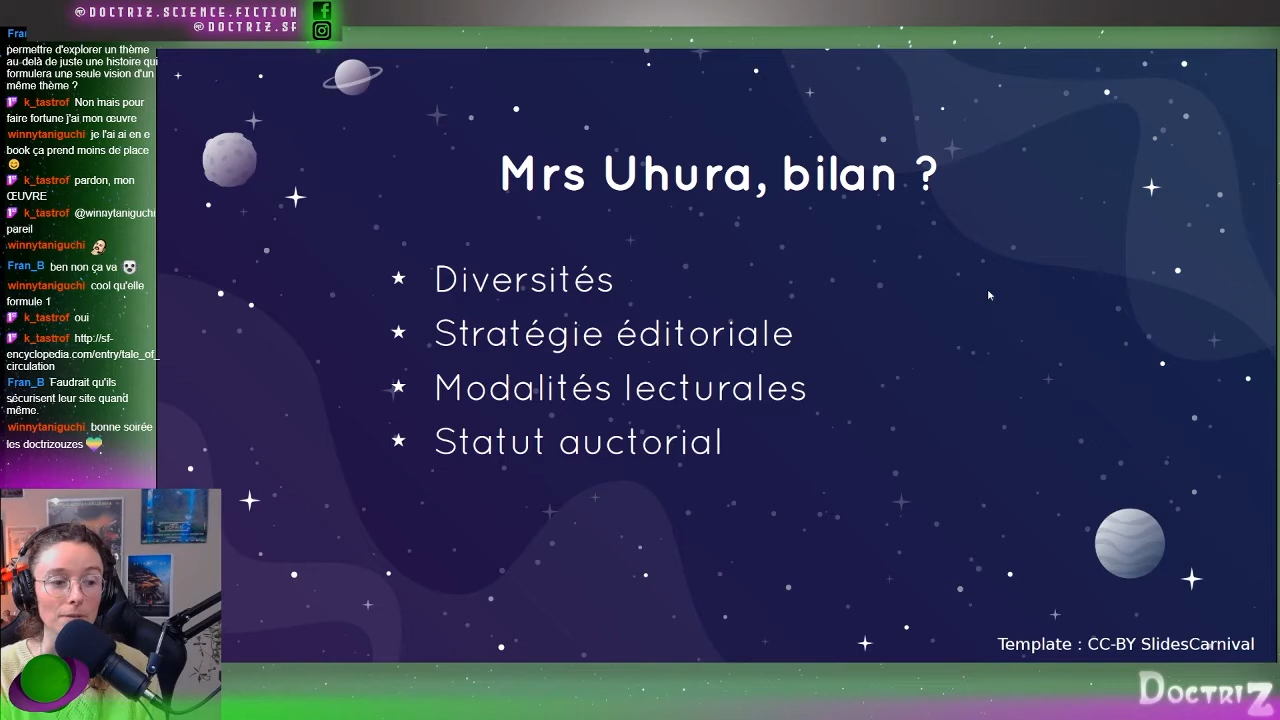 @DOCTRIZ.SCIENCE.FICTION
@DOCTRIZ.SF
Fran
permettre d'explorer un thème
au-delà de juste une histoire qui
formulera une seule vision d'un
même thème ?
k_tastrof Non mais pour
faire fortune j'ai mon œuvre
winnytaniguchi je l'ai ai en e
book ça prend moins de place
k_tastrof pardon, mon
ŒUVRE
k_tastrof @winnytaniguchi
pareil
winnytaniguchi
Fran_B ben non ça va
winnytaniguchi cool qu'elle
formule 1
k_tastrof oui
k_tastrof http://sf-
encyclopedia.com/entry/tale_of_
circulation
Fran_B Faudrait qu'ils
sécurisent leur site quand
même.
winnytaniguchi bonne soirée
les doctrizouzes
Mrs Uhura, bilan ?
★ Diversités
★ Stratégie éditoriale
★ Modalités lecturales
★ Statut auctorial
Template : CC-BY SlidesCarnival
DOCTRIZ